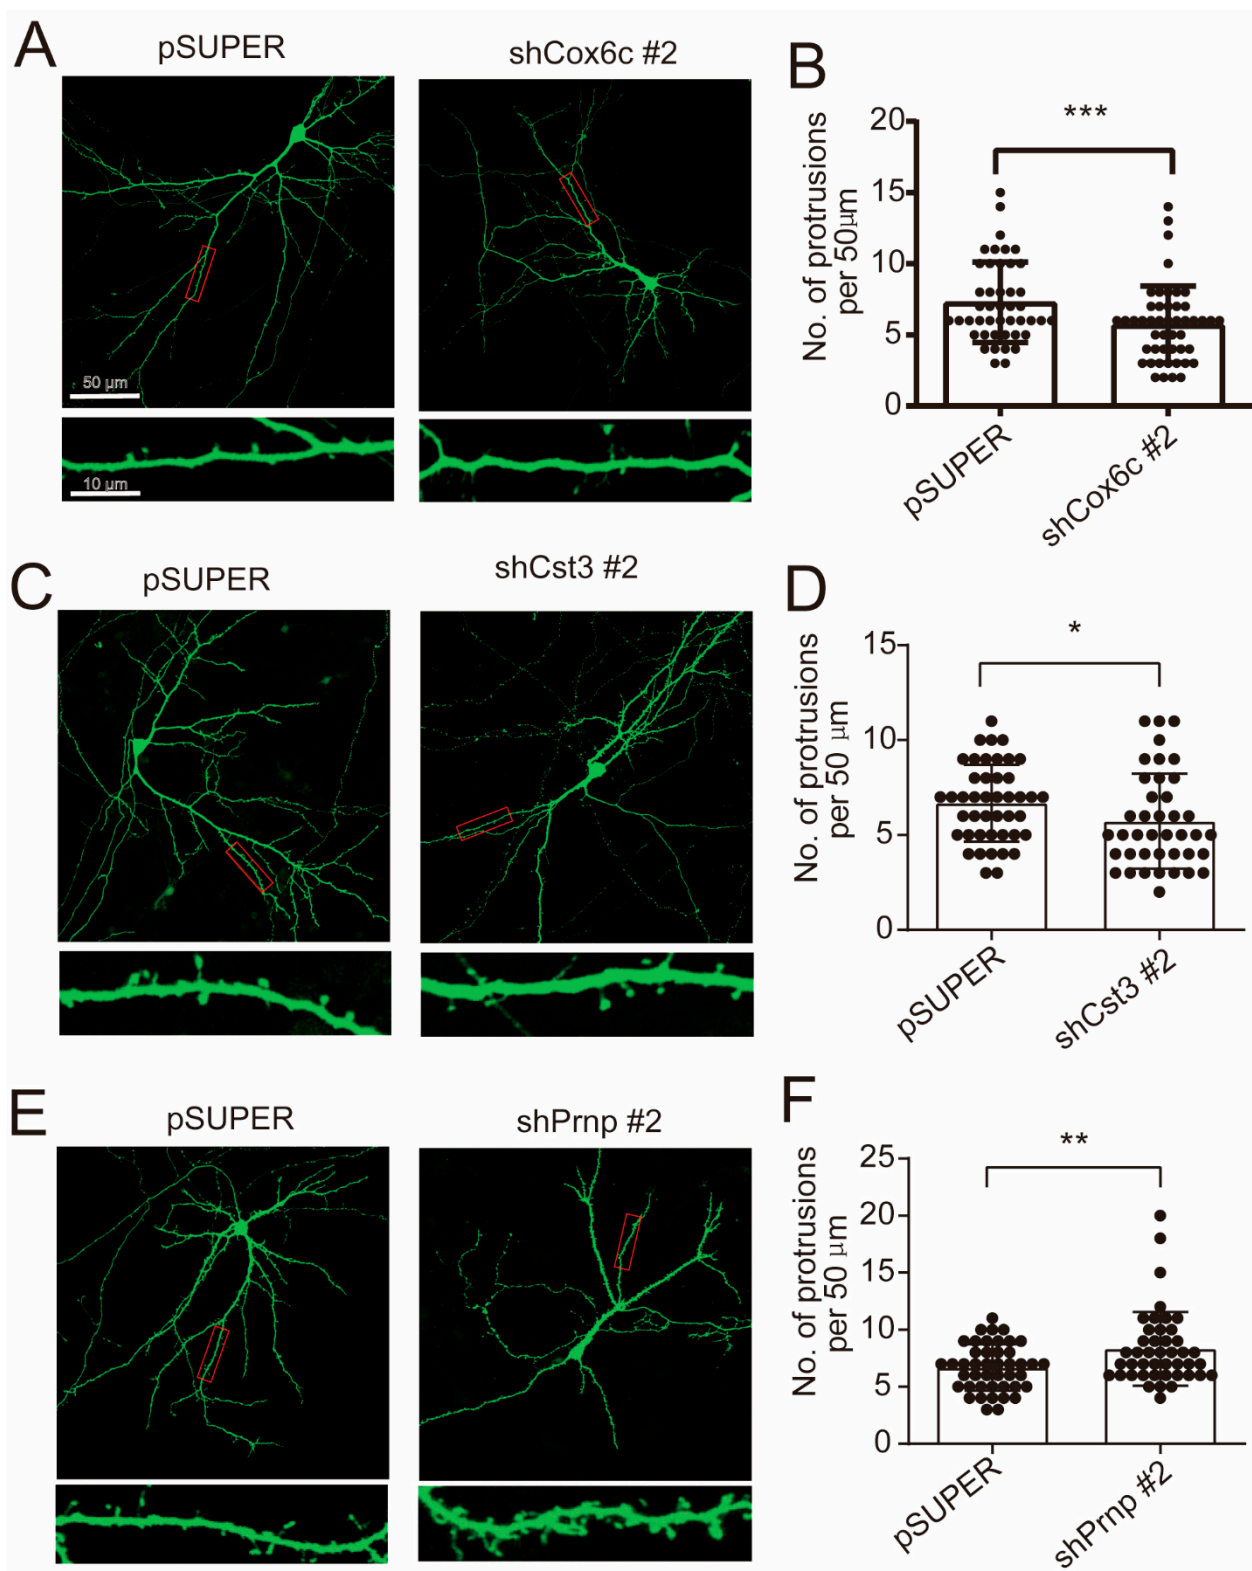 A
pSUPER
shCox6c #2
50 µm
10 µm
B
***
No. of protrusions
per 50µm
20
15
10
5
0
pSUPER
shCox6c #2
C
pSUPER
shCst3 #2
D
*
No. of protrusions
per 50 µm
15
10
5
0
pSUPER
shCst3 #2
E
pSUPER
shPrnp #2
F
**
No. of protrusions
per 50 µm
25
20
15
10
5
0
pSUPER
shPrnp #2